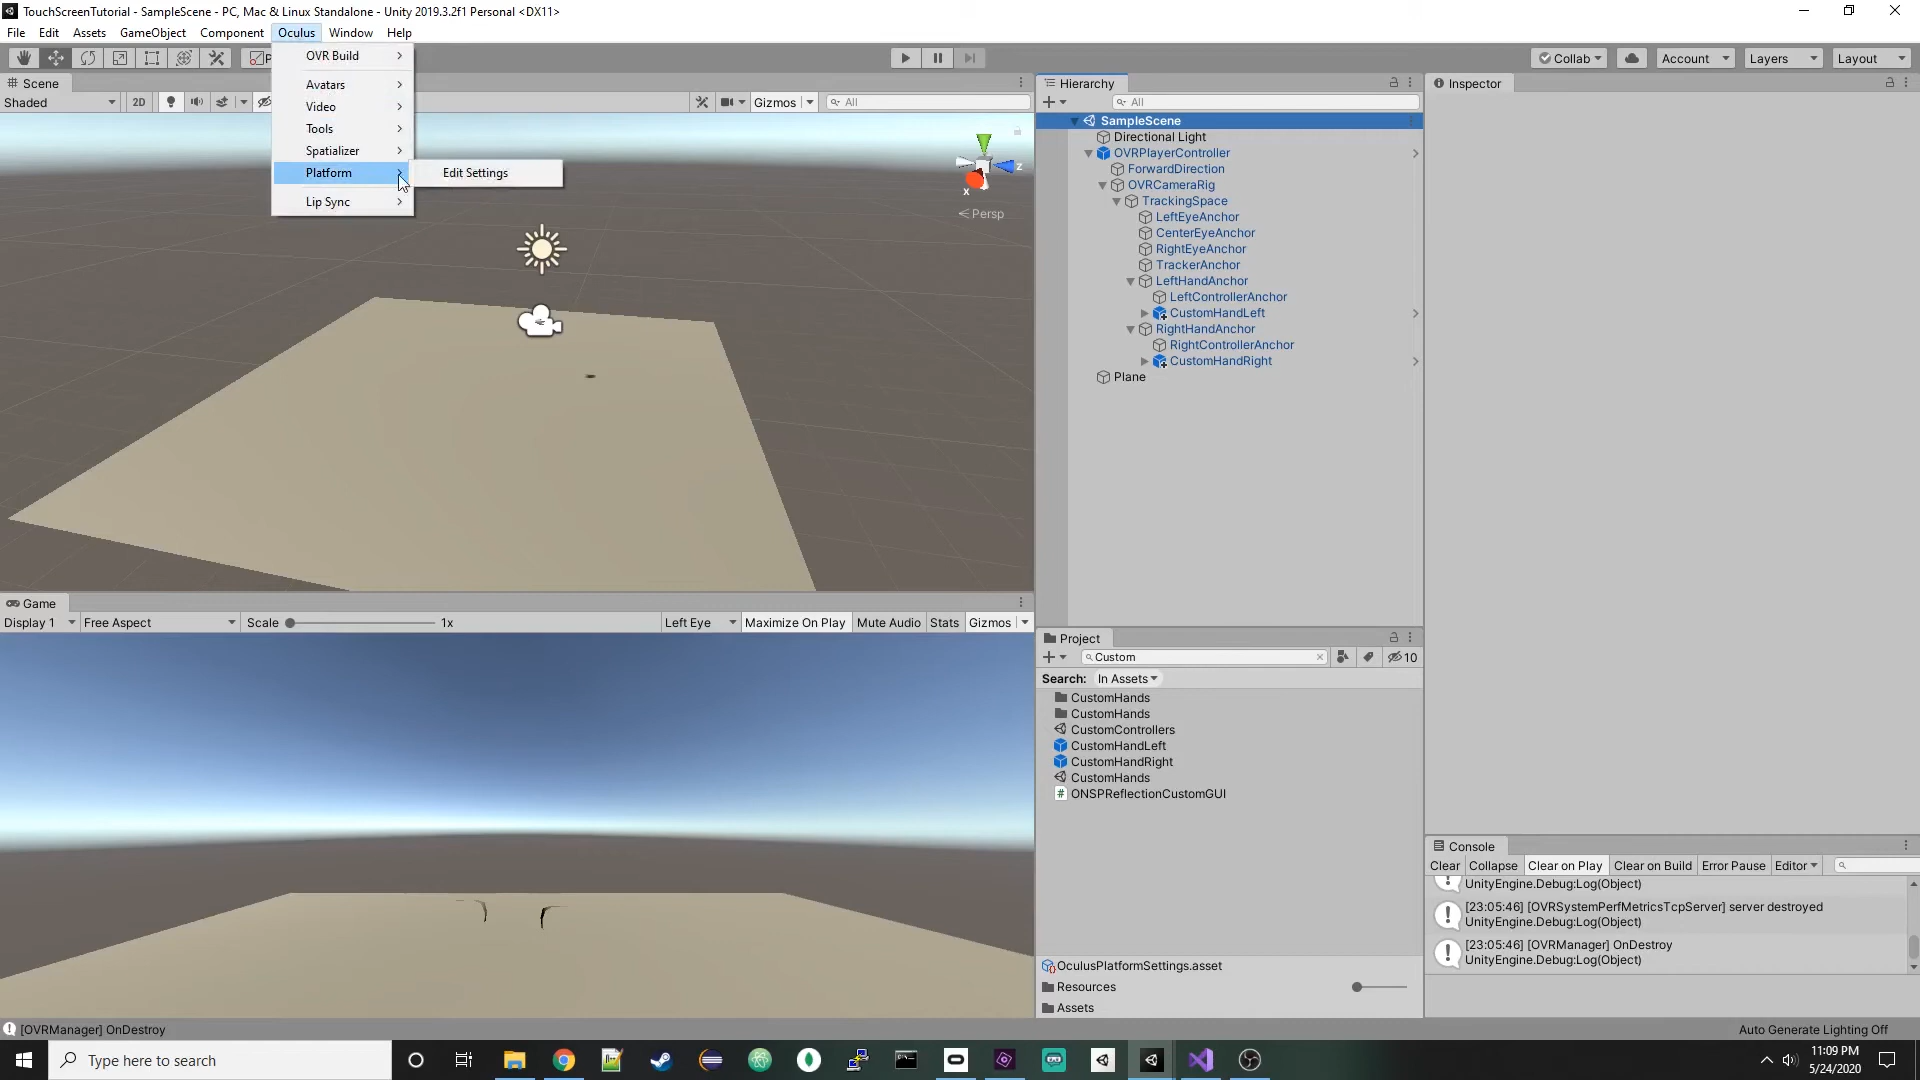 TouchScreenTutorial - SampleScene - PC, Mac & Linux Standalone - Unity 2019.3.2f1 Personal <DX11>
File Edit Assets GameObject Component Oculus Window Help
OVR Build
Avatars
Video
Tools
Spatializer
Platform
Edit Settings
Lip Sync
Collab
Account
Layers
Layout
Scene
Shaded
2D
Gizmos
All
x
z
Persp
Hierarchy
All
SampleScene
Directional Light
OVRPlayerController
ForwardDirection
OVRCameraRig
TrackingSpace
LeftEyeAnchor
CenterEyeAnchor
RightEyeAnchor
TrackerAnchor
LeftHandAnchor
LeftControllerAnchor
CustomHandLeft
RightHandAnchor
RightControllerAnchor
CustomHandRight
Plane
Inspector
Game
Display 1 Free Aspect Scale 1x Left Eye Maximize On Play Mute Audio Stats Gizmos
Project
Custom
10
Search: In Assets
CustomHands
CustomHands
CustomControllers
CustomHandLeft
CustomHandRight
CustomHands
ONSPReflectionCustomGUI
OculusPlatformSettings.asset
Resources
Assets
Console
Clear Collapse Clear on Play Clear on Build Error Pause Editor
UnityEngine.Debug:Log(Object)
[23:05:46] [OVRSystemPerfMetricsTcpServer] server destroyed
UnityEngine.Debug:Log(Object)
[23:05:46] [OVRManager] OnDestroy
UnityEngine.Debug:Log(Object)
[OVRManager] OnDestroy
Auto Generate Lighting Off
Type here to search
11:09 PM
5/24/2020